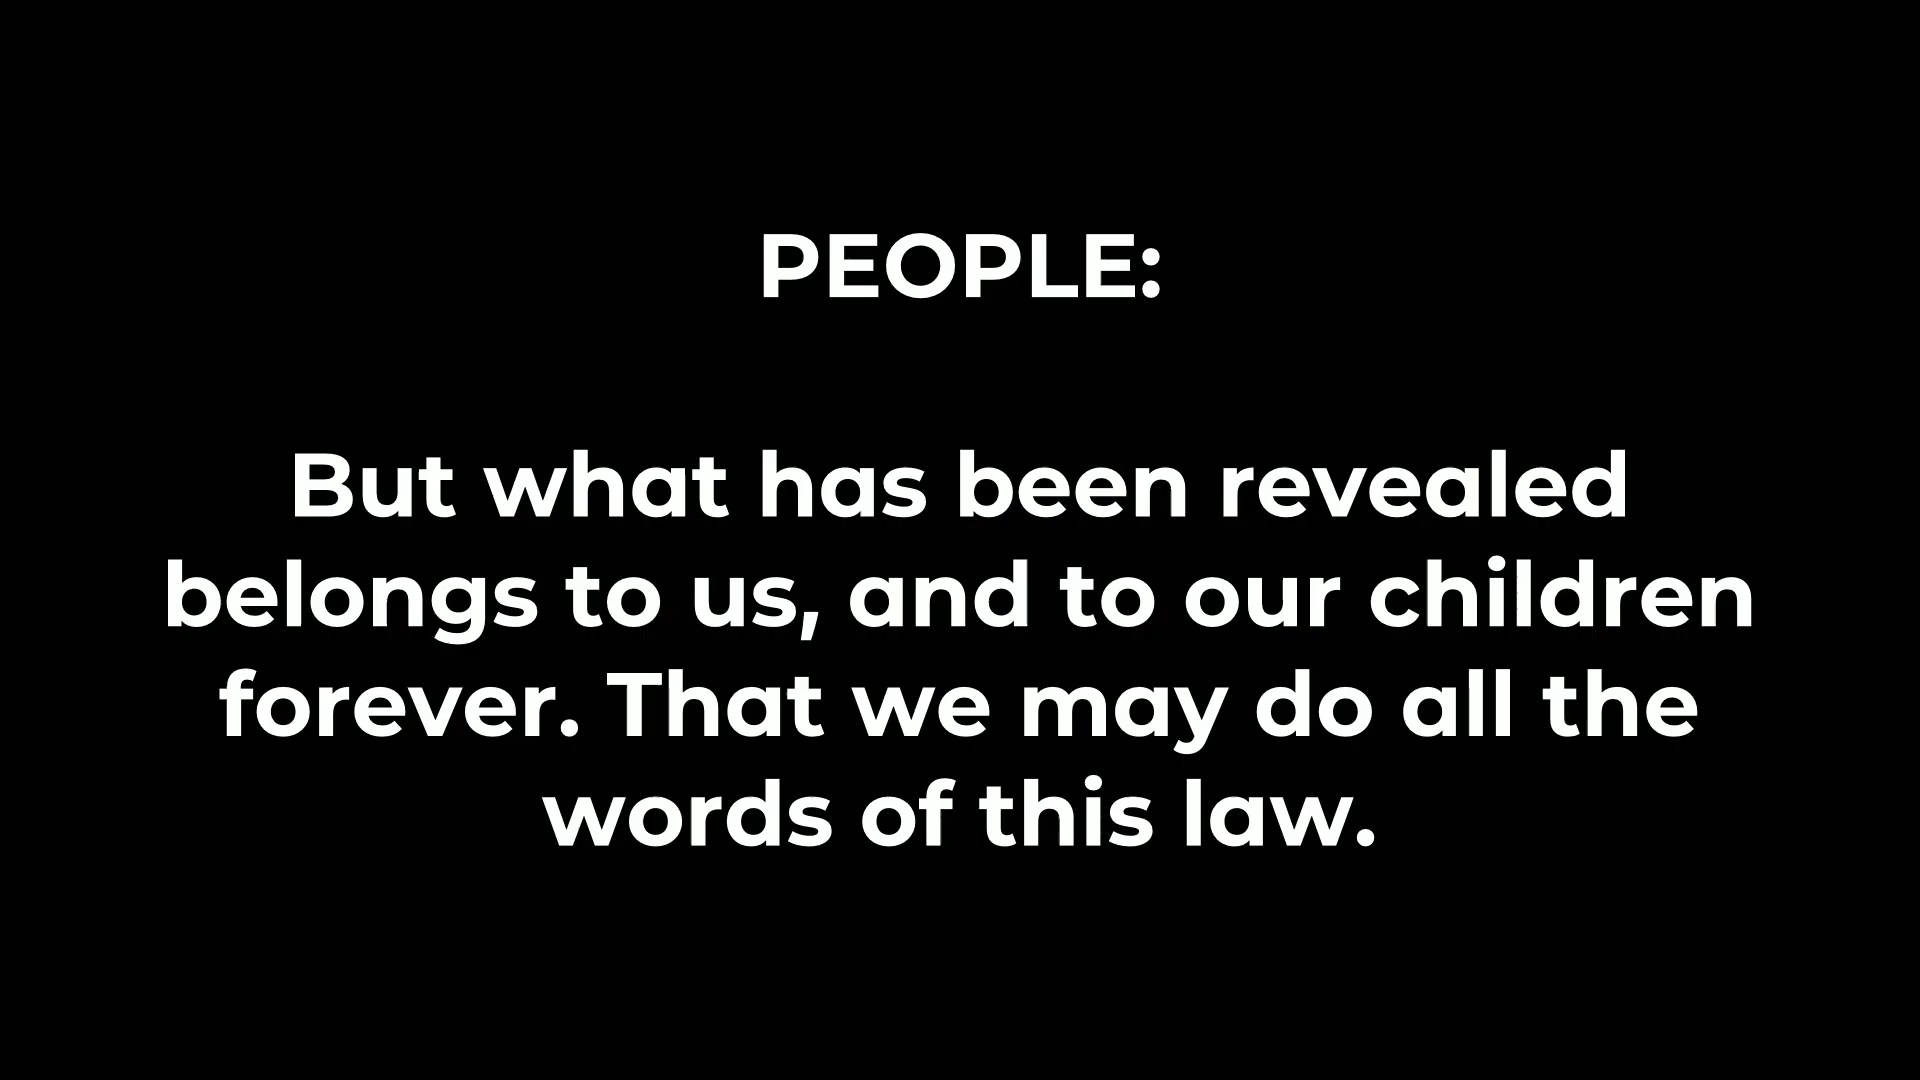 PEOPLE:
But what has been revealed
belongs to us, and to our children
forever. That we may do all the
words of this law.